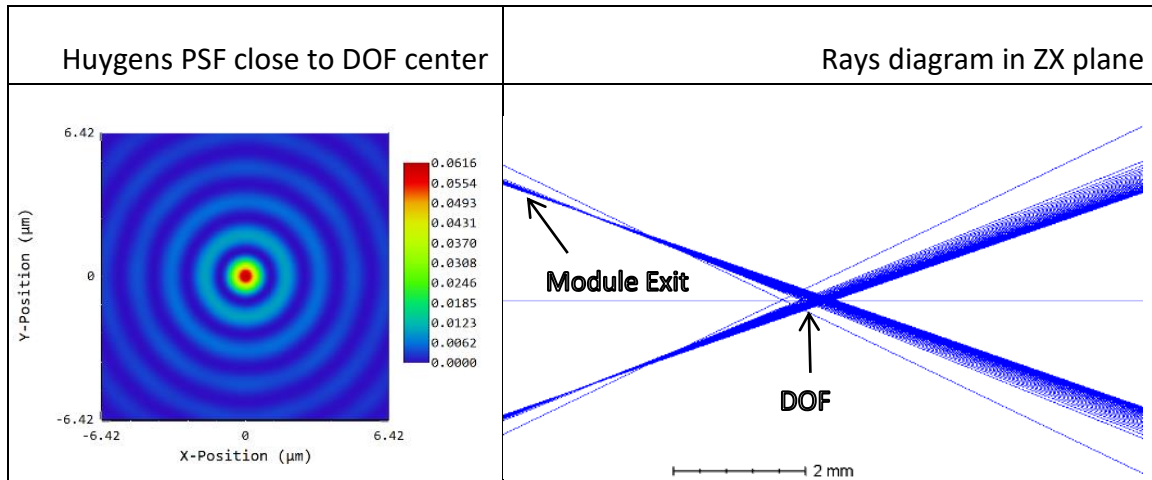 Huygens PSF close to DOF center
Rays diagram in ZX plane
6.42
0
-6.42
Y-Position (µm)
-6.42
0
6.42
X-Position (µm)
0.0616
0.0554
0.0493
0.0431
0.0370
0.0308
0.0246
0.0185
0.0123
0.0062
0.0000
Module Exit
DOF
2 mm